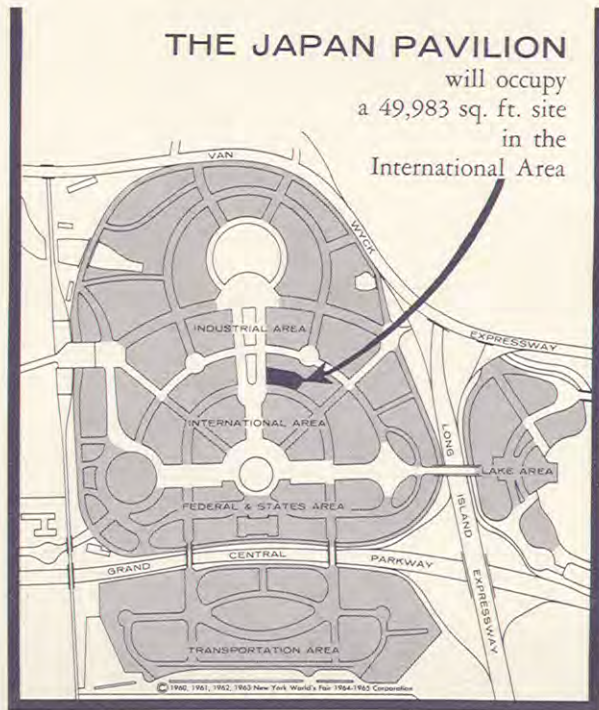 THE JAPAN PAVILION
will occupy
a 49,983 sq. ft. site
in the
International Area
VAN
WYCK
EXPRESSWAY
INDUSTRIAL AREA
INTERNATIONAL AREA
LONG
ISLAND
EXPRESSWAY
LAKE AREA
FEDERAL & STATES AREA
GRAND
CENTRAL
PARKWAY
TRANSPORTATION AREA
© 1960, 1961, 1962, 1963 New York World's Fair 1964-1965 Corporation